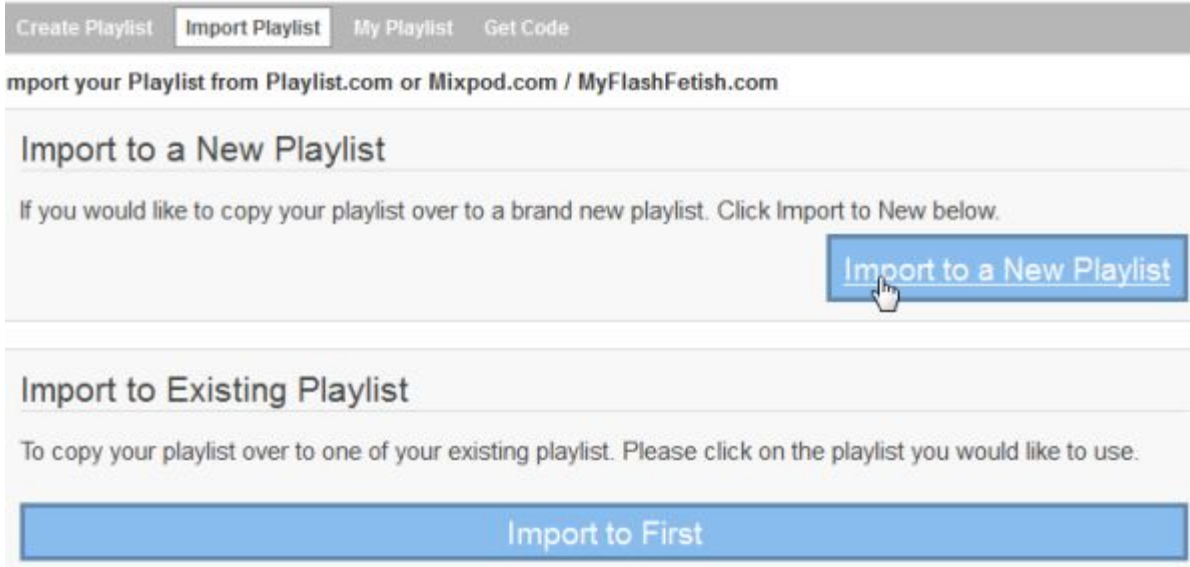 Create Playlist Import Playlist My Playlist Get Code
mport your Playlist from Playlist.com or Mixpod.com / MyFlashFetish.com
Import to a New Playlist
If you would like to copy your playlist over to a brand new playlist. Click Import to New below.
Import to a New Playlist
Import to Existing Playlist
To copy your playlist over to one of your existing playlist. Please click on the playlist you would like to use.
Import to First